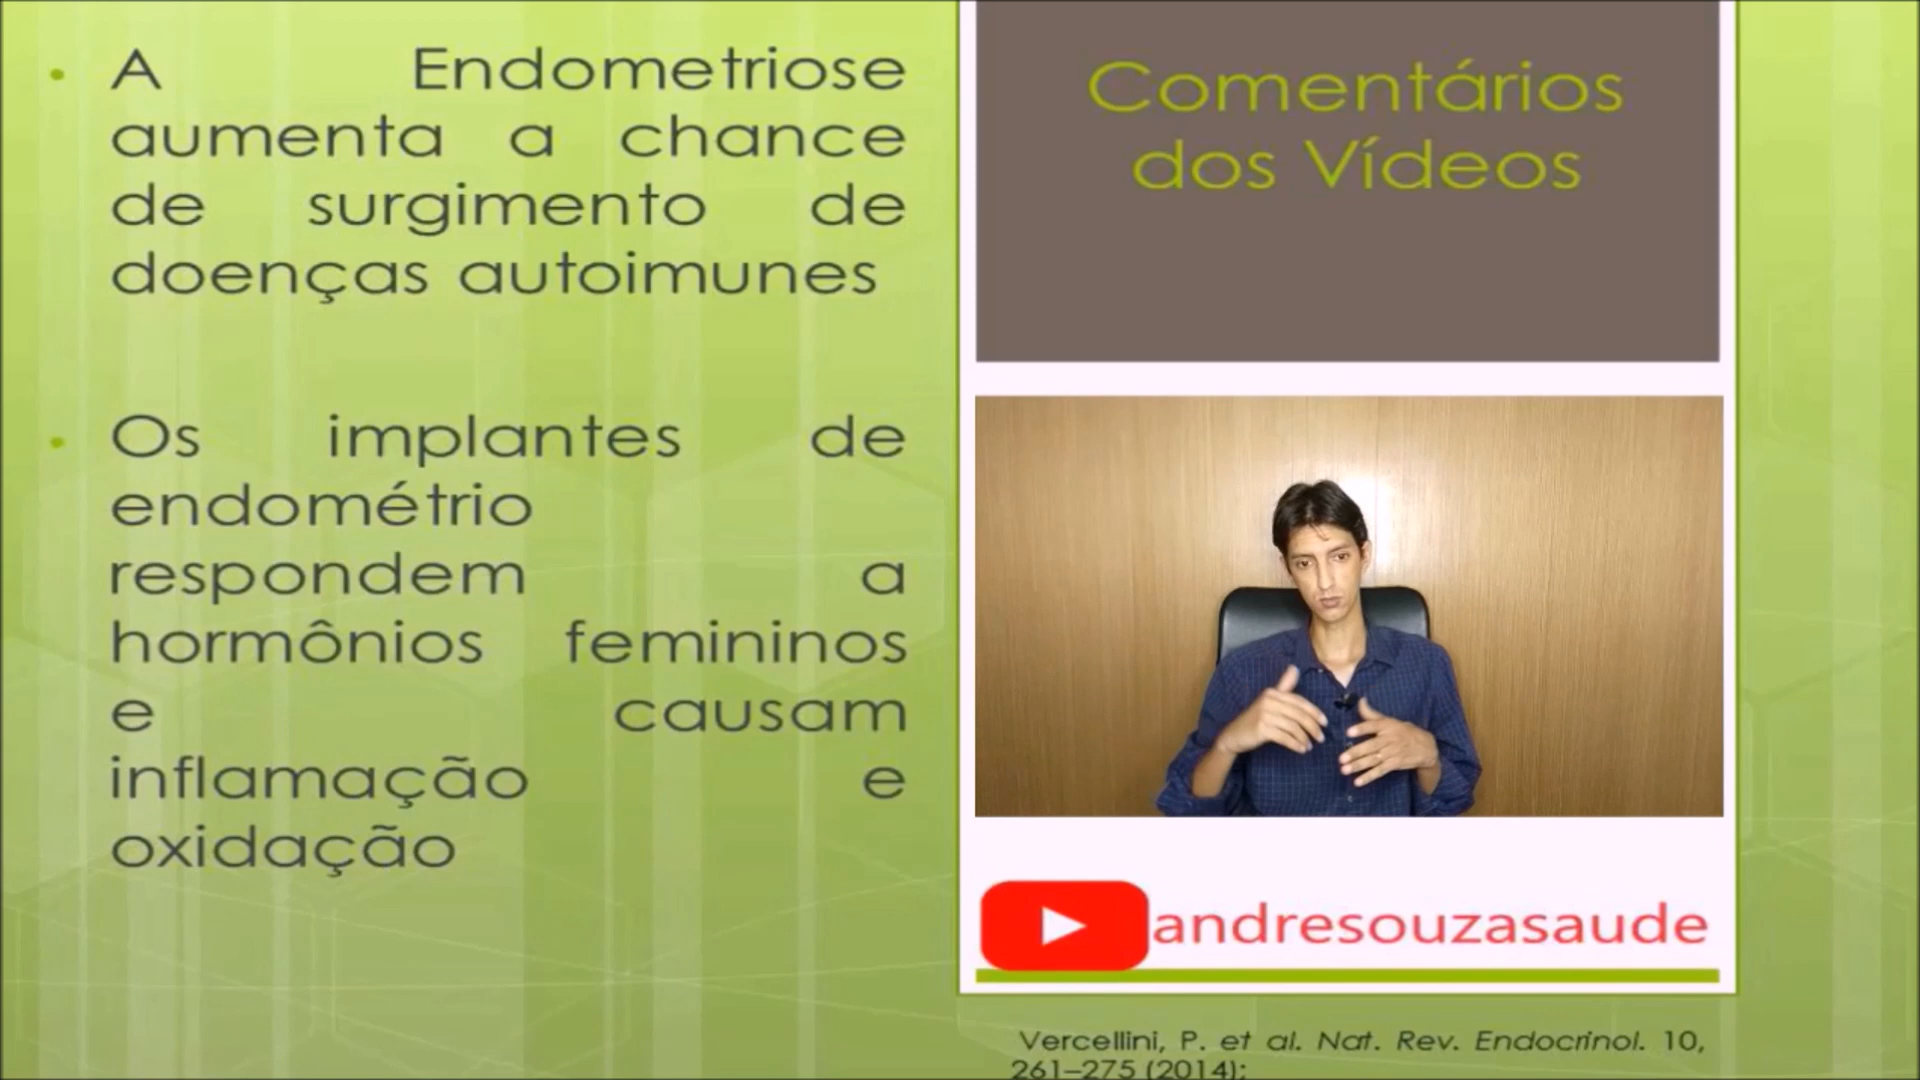 • A Endometriose
aumenta a chance
de surgimento de
doenças autoimunes
• Os implantes de
endométrio
respondem a
hormônios femininos
e causam
inflamação e
oxidação
Comentários
dos Vídeos
andresouzasaude
Vercellini, P. et al. Nat. Rev. Endocrinol. 10,
261–275 (2014);